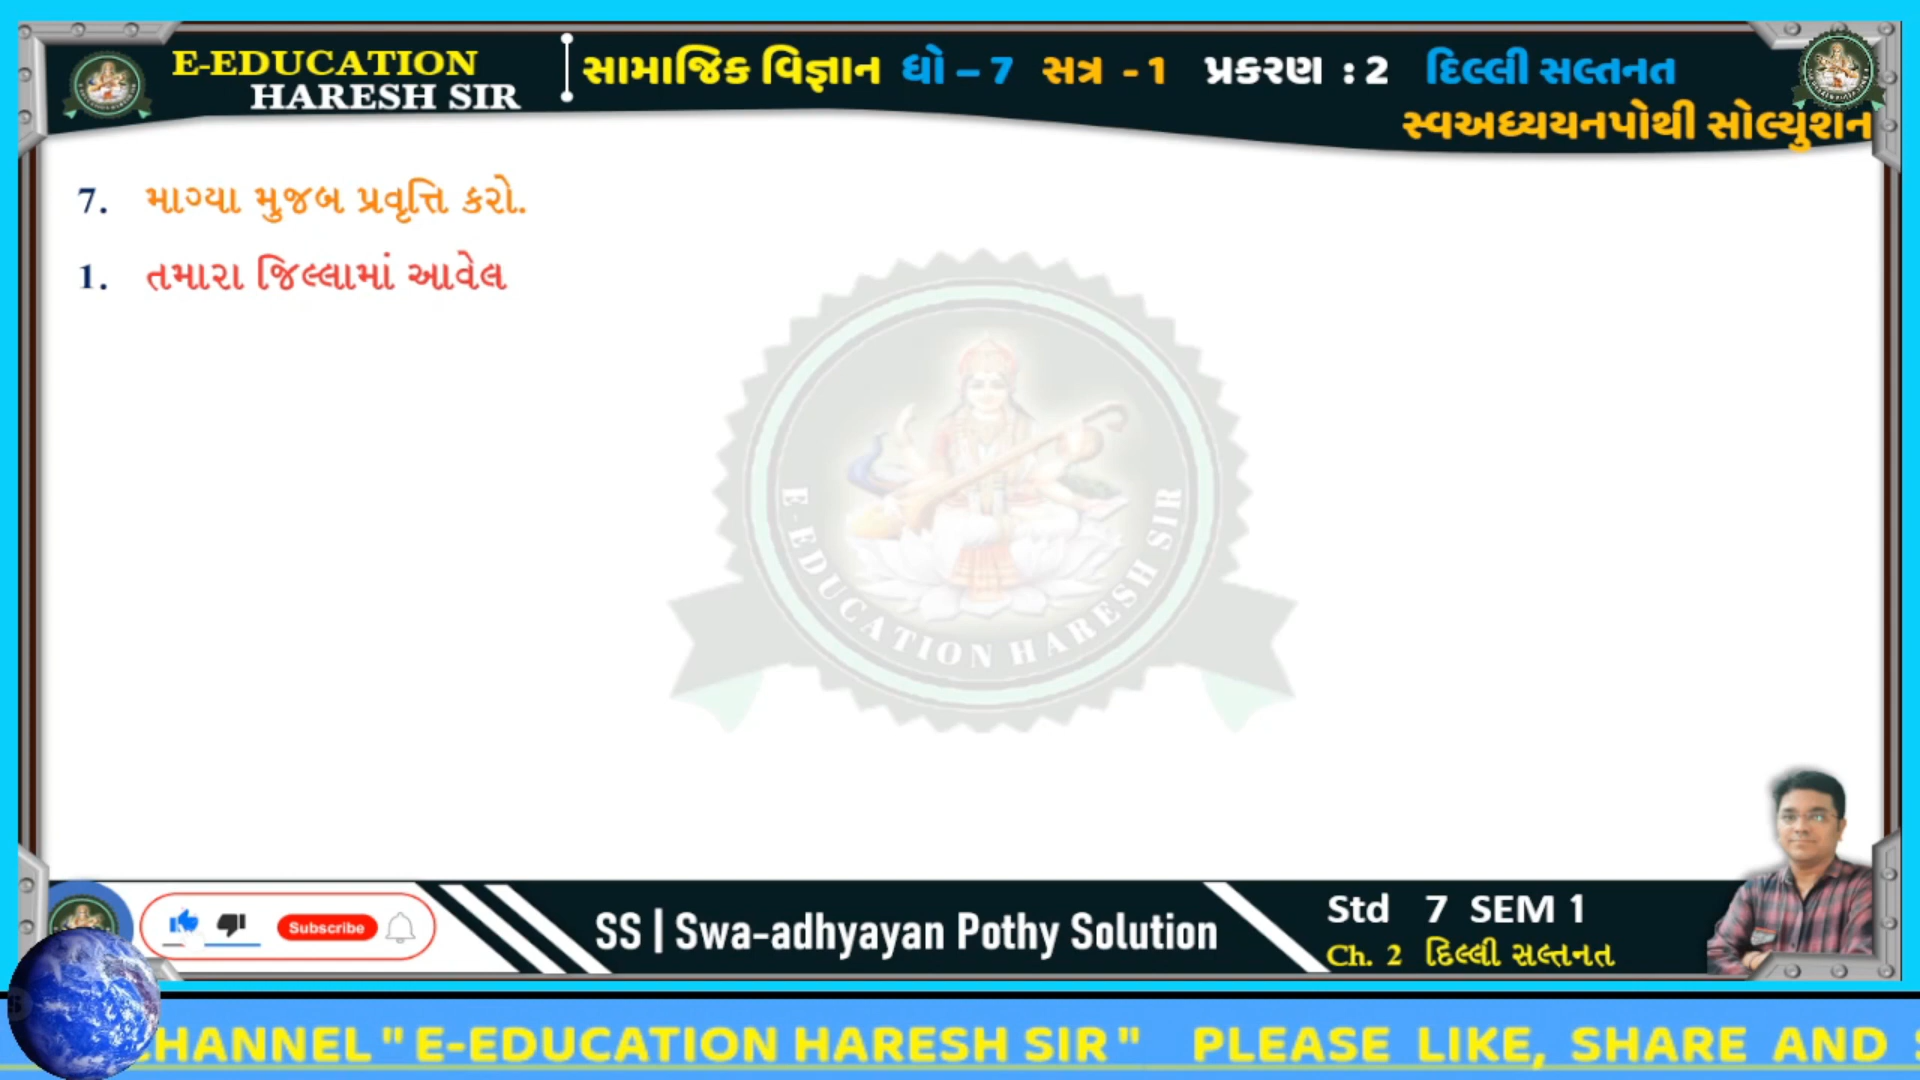 E-EDUCATION
HARESH SIR
સામાજિક વિજ્ઞાન ધો – 7 સત્ર - 1 પ્રકરણ : 2 દિલ્લી સલ્તનત
સ્વઅધ્યયનપોથી સોલ્યુશન
7. માગ્યા મુજબ પ્રવૃત્તિ કરો.
1. તમારા જિલ્લામાં આવેલ
E-EDUCATION HARESH SIR
Subscribe
SS | Swa-adhyayan Pothy Solution
Std 7 SEM 1
Ch. 2 દિલ્લી સલ્તનત
HANNEL " E-EDUCATION HARESH SIR " PLEASE LIKE, SHARE AND